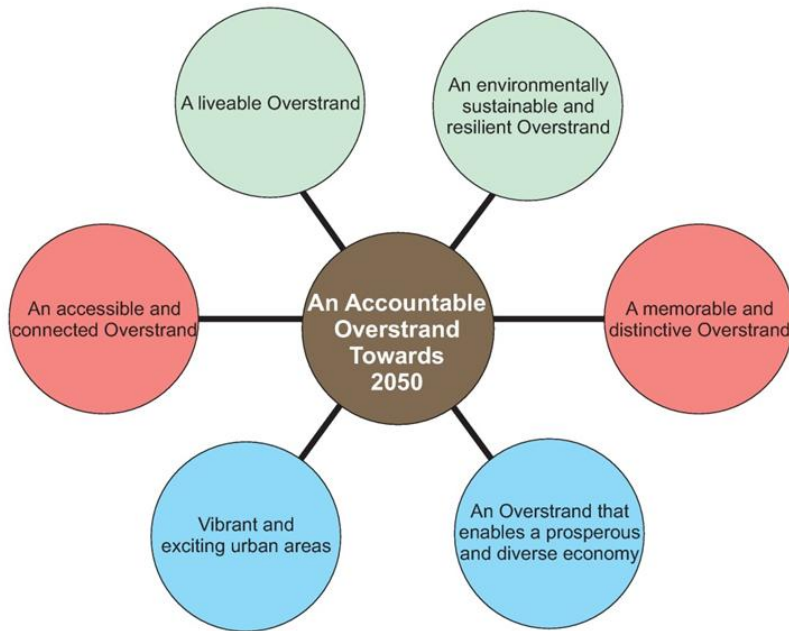 A liveable Overstrand
An environmentally
sustainable and
resilient Overstrand
An accessible and
connected Overstrand
An Accountable
Overstrand
Towards
2050
A memorable and
distinctive Overstrand
Vibrant and
exciting urban areas
An Overstrand that
enables a prosperous
and diverse economy